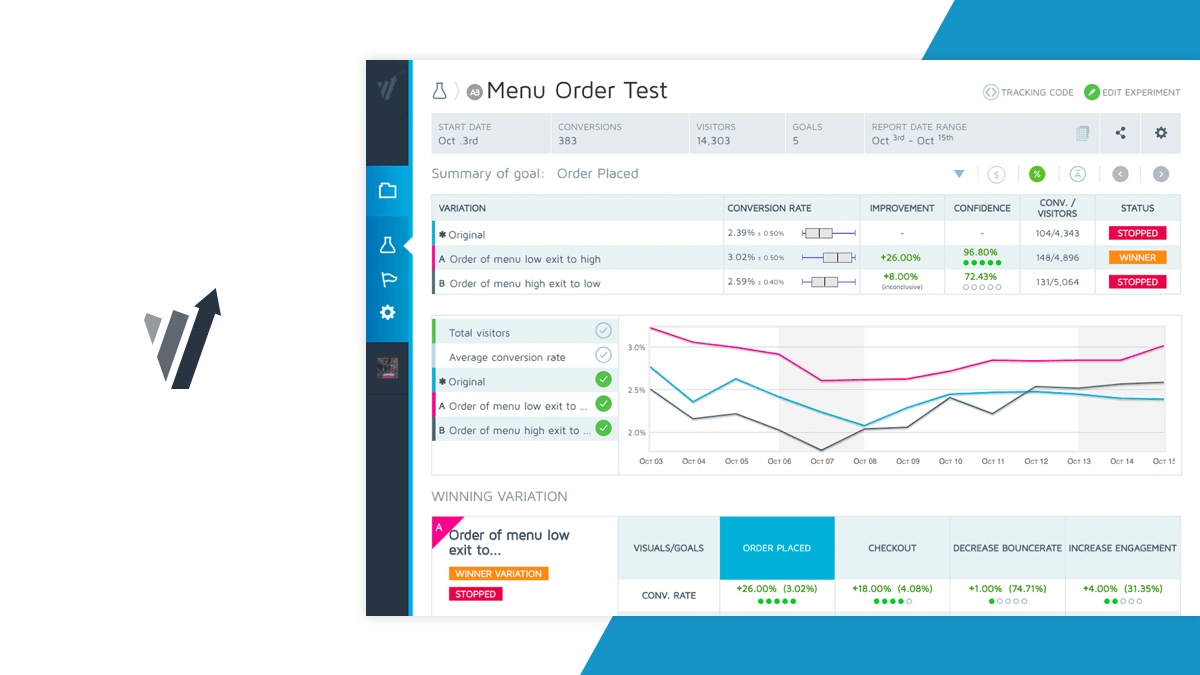 A3 Menu Order Test
TRACKING CODE EDIT EXPERIMENT
START DATE CONVERSIONS VISITORS GOALS REPORT DATE RANGE
Oct .3rd 383 14,303 5 Oct 3rd - Oct 15th
Summary of goal: Order Placed
$ %
VARIATION CONVERSION RATE IMPROVEMENT CONFIDENCE CONV. / VISITORS STATUS
✱ Original 2.39% ± 0.50% - - 104/4,343 STOPPED
A Order of menu low exit to high 3.02% ± 0.50% +26.00% 96.80% 148/4,896 WINNER
B Order of menu high exit to low 2.59% ± 0.40% +8.00% (inconclusive) 72.43% 131/5,064 STOPPED
Total visitors
Average conversion rate
✱ Original
A Order of menu low exit to ...
B Order of menu high exit to ...
3.0%
2.5%
2.0%
Oct 03 Oct 04 Oct 05 Oct 06 Oct 07 Oct 08 Oct 09 Oct 10 Oct 11 Oct 12 Oct 13 Oct 14 Oct 15
WINNING VARIATION
A
Order of menu low
exit to...
WINNER VARIATION
STOPPED
VISUALS/GOALS ORDER PLACED CHECKOUT DECREASE BOUNCERATE INCREASE ENGAGEMENT
CONV. RATE +26.00% (3.02%) +18.00% (4.08%) +1.00% (74.71%) +4.00% (31.35%)